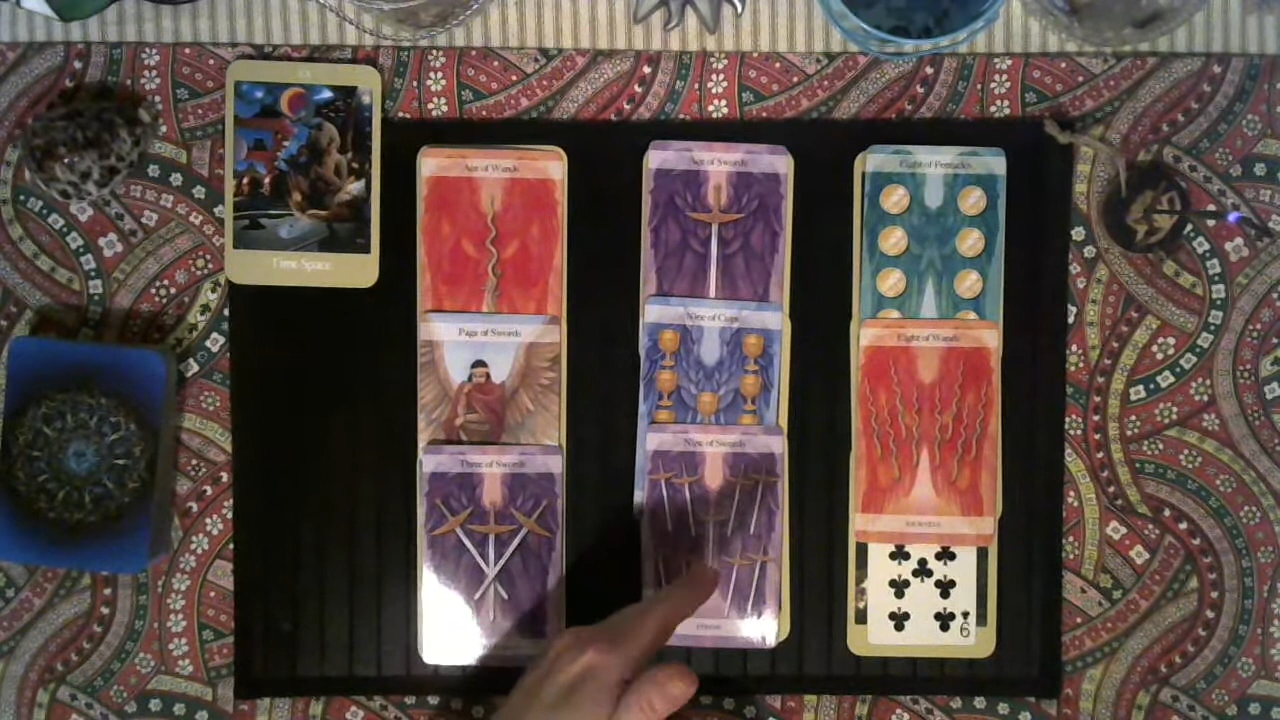 Time Space
Ace of Wands
Page of Swords
Three of Swords
Ace of Swords
Nine of Cups
Nine of Swords
Eight of Pentacles
Eight of Wands
9